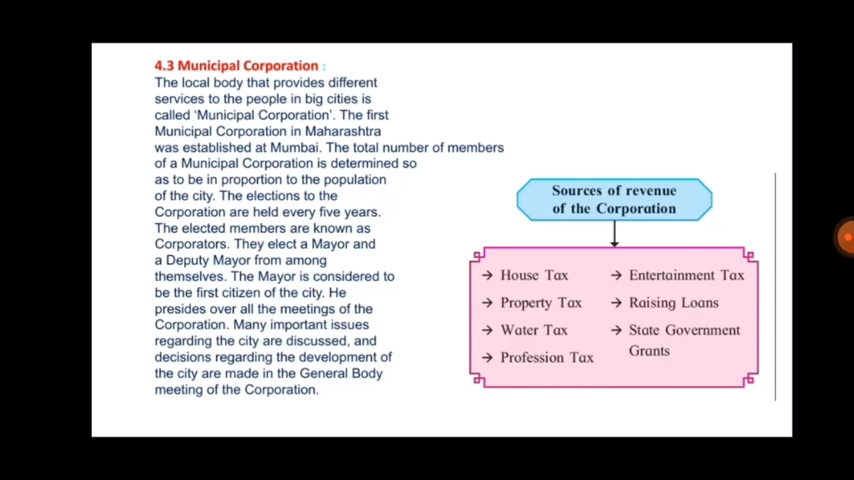 4.3 Municipal Corporation :
The local body that provides different
services to the people in big cities is
called ‘Municipal Corporation’. The first
Municipal Corporation in Maharashtra
was established at Mumbai. The total number of members
of a Municipal Corporation is determined so
as to be in proportion to the population
of the city. The elections to the
Corporation are held every five years.
The elected members are known as
Corporators. They elect a Mayor and
a Deputy Mayor from among
themselves. The Mayor is considered to
be the first citizen of the city. He
presides over all the meetings of the
Corporation. Many important issues
regarding the city are discussed, and
decisions regarding the development of
the city are made in the General Body
meeting of the Corporation.
Sources of revenue
of the Corporation
→ House Tax
→ Property Tax
→ Water Tax
→ Profession Tax
→ Entertainment Tax
→ Raising Loans
→ State Government
Grants